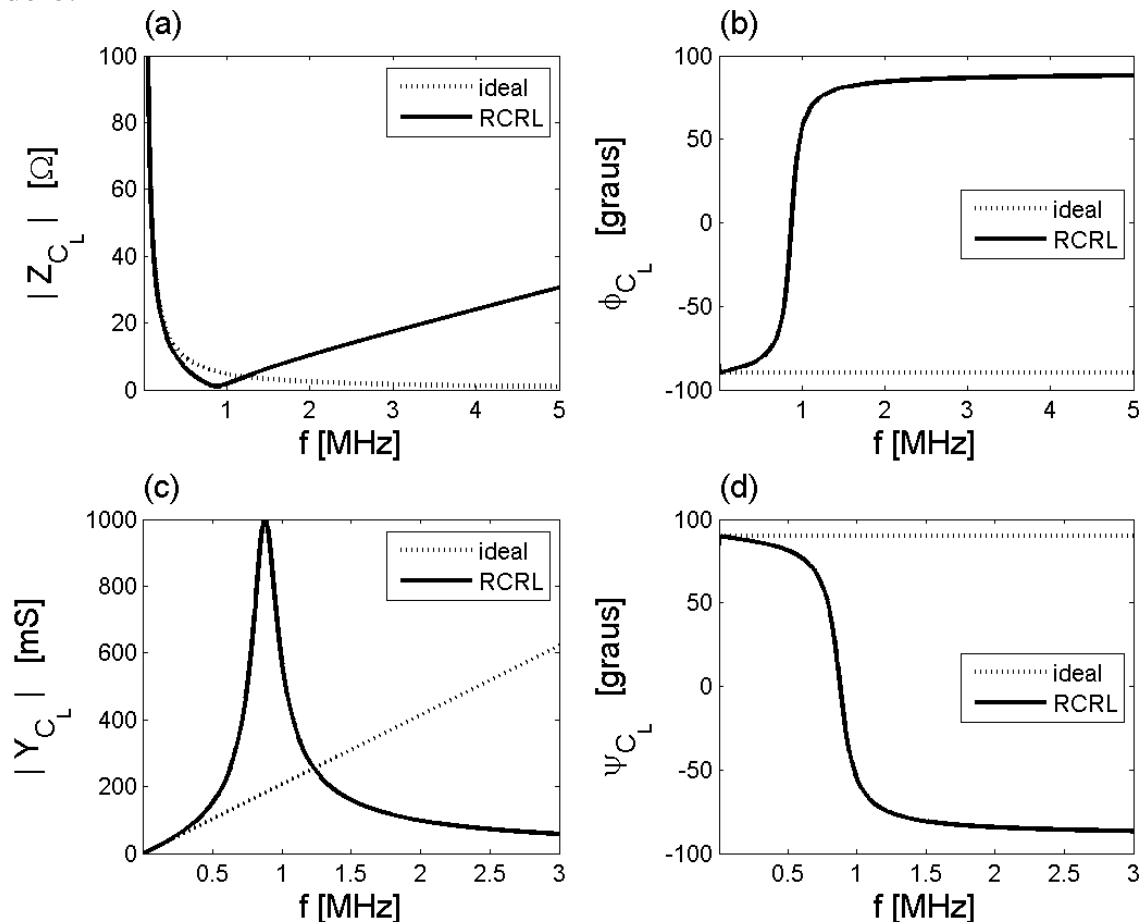 (a)
100
80
60
40
20
0
1
2
3
4
5
| Z_{C_L} | [Ω]
f [MHz]
ideal
RCRL
(b)
100
50
0
-50
-100
1
2
3
4
5
ϕ_{C_L} [graus]
f [MHz]
ideal
RCRL
(c)
1000
800
600
400
200
0
0.5
1
1.5
2
2.5
3
| Y_{C_L} | [mS]
f [MHz]
ideal
RCRL
(d)
100
50
0
-50
-100
0.5
1
1.5
2
2.5
3
ψ_{C_L} [graus]
f [MHz]
ideal
RCRL